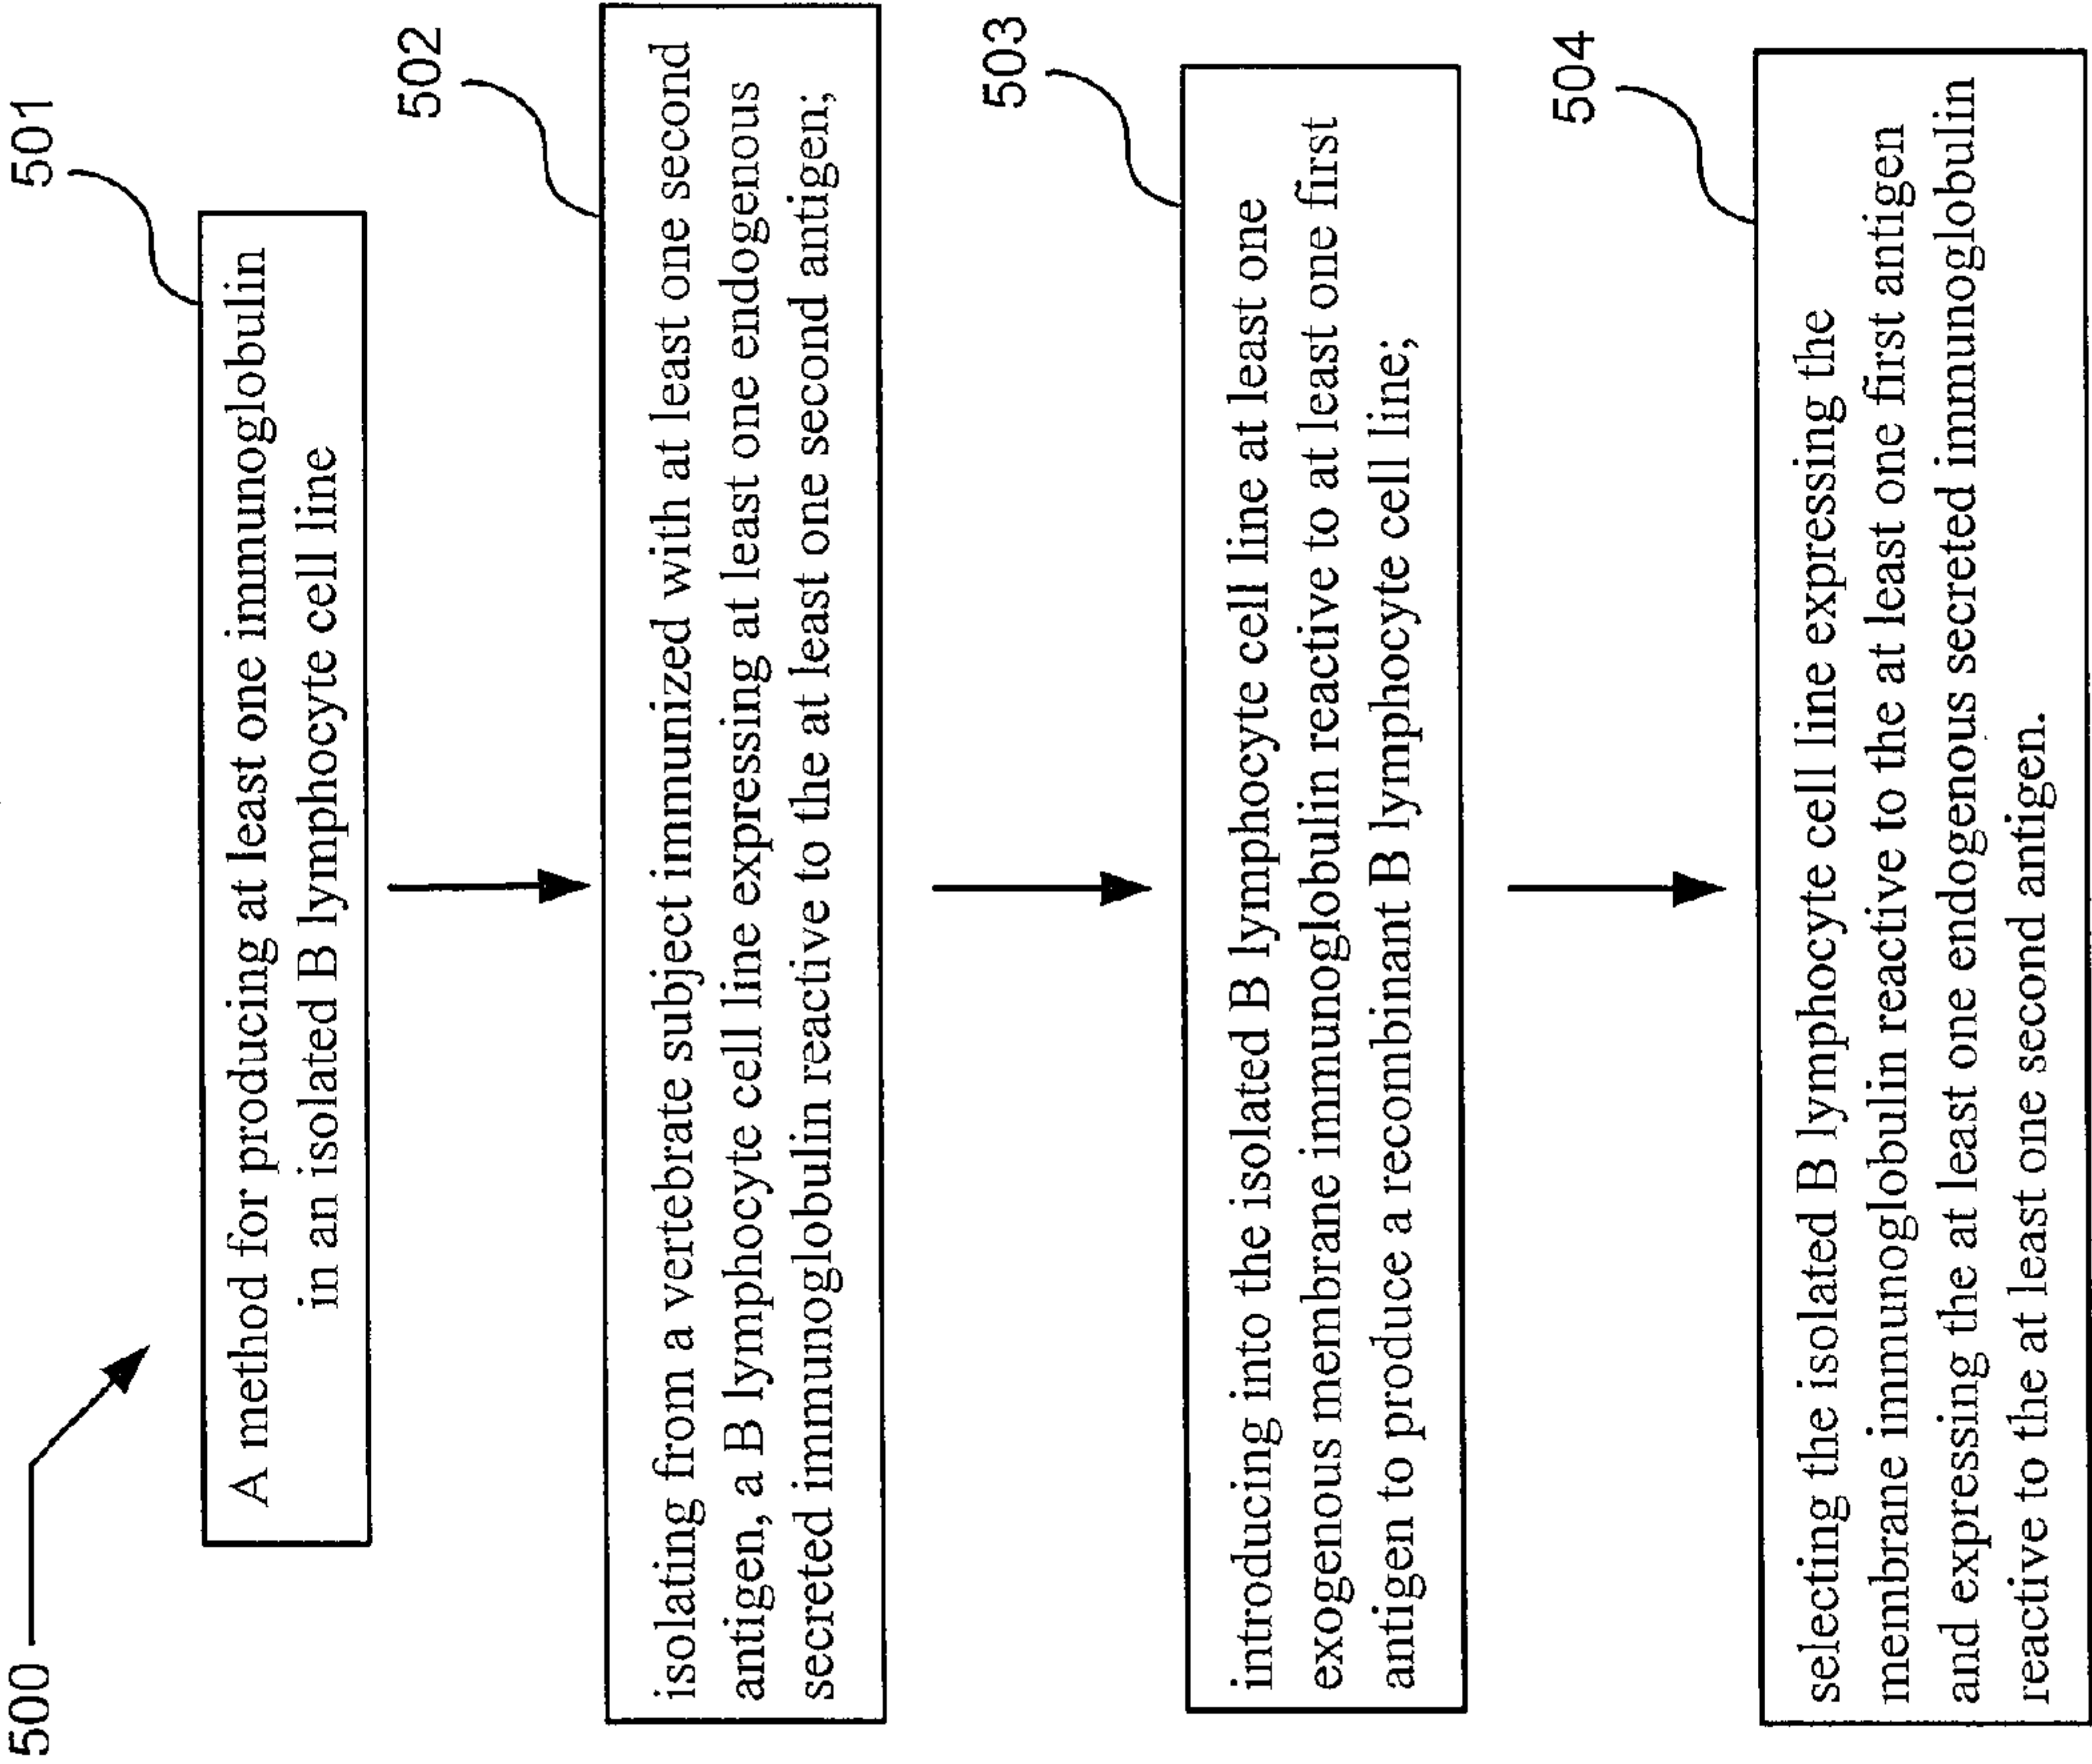 500
501
A method for producing at least one immunoglobulin
in an isolated B lymphocyte cell line
502
isolating from a vertebrate subject immunized with at least one second
antigen, a B lymphocyte cell line expressing at least one endogenous
secreted immunoglobulin reactive to the at least one second antigen;
503
introducing into the isolated B lymphocyte cell line at least one
exogenous membrane immunoglobulin reactive to at least one first
antigen to produce a recombinant B lymphocyte cell line;
504
selecting the isolated B lymphocyte cell line expressing the
membrane immunoglobulin reactive to the at least one first antigen
and expressing the at least one endogenous secreted immunoglobulin
reactive to the at least one second antigen.